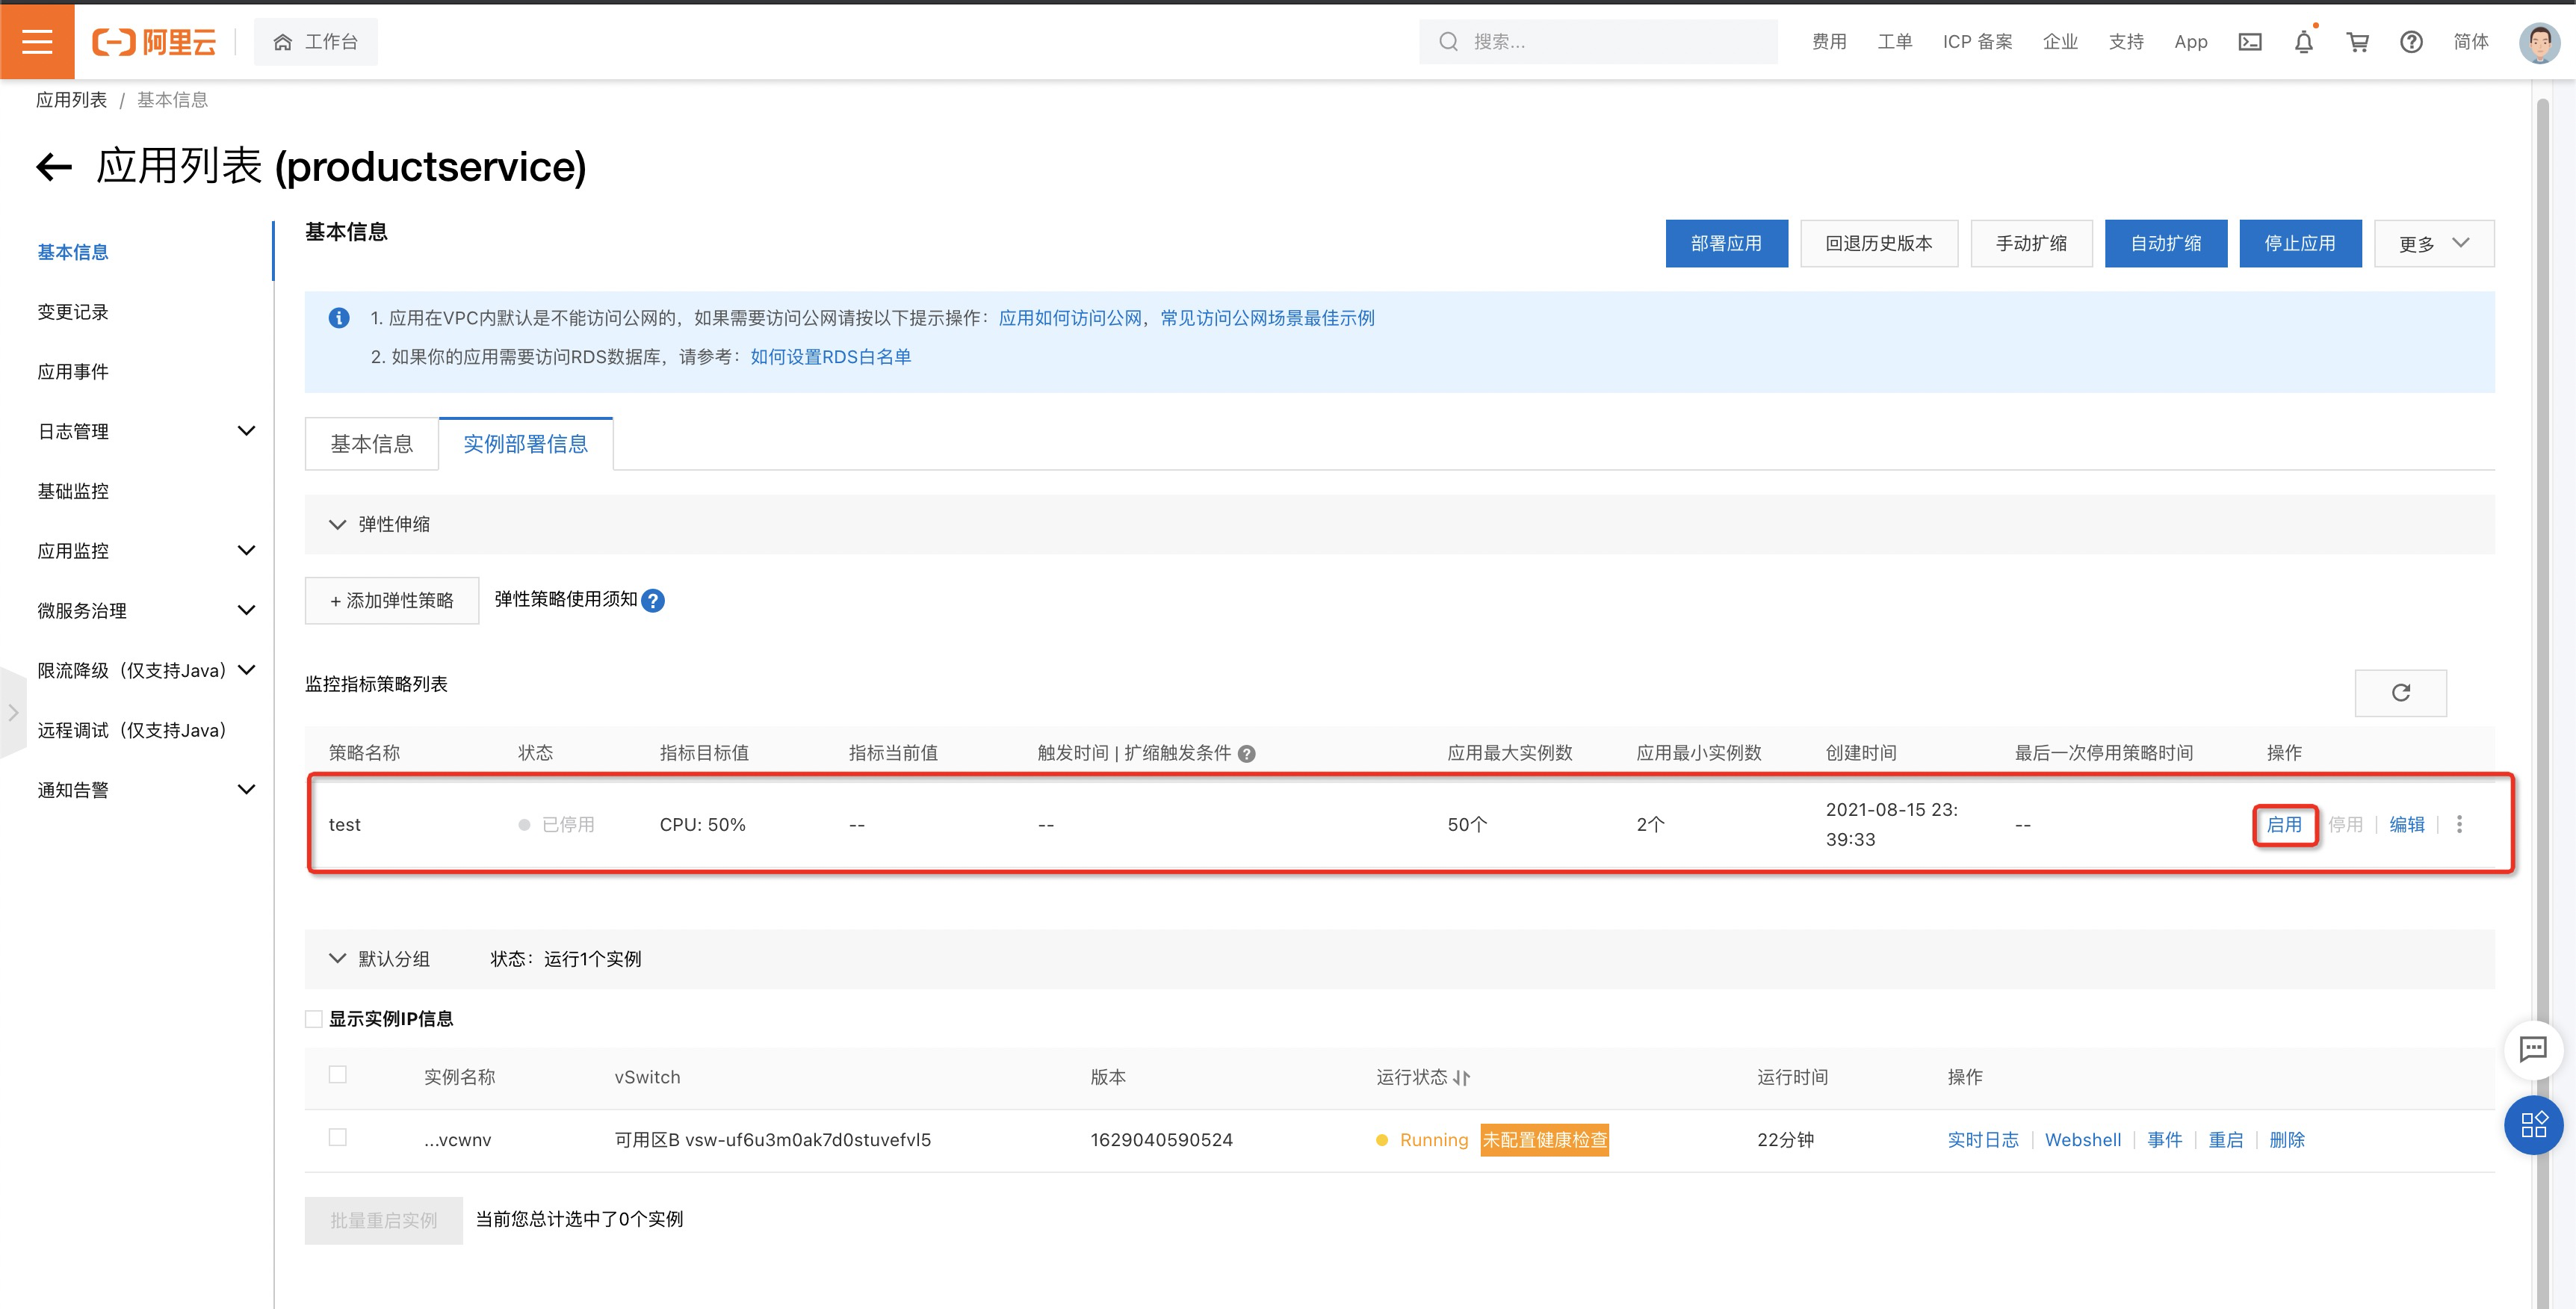 阿里云
工作台
搜索...
费用
工单
ICP 备案
企业
支持
App
简体
应用列表 / 基本信息
应用列表 (productservice)
基本信息
变更记录
应用事件
日志管理
基础监控
应用监控
微服务治理
限流降级（仅支持Java）
远程调试（仅支持Java）
通知告警
基本信息
部署应用
回退历史版本
手动扩缩
自动扩缩
停止应用
更多
1. 应用在VPC内默认是不能访问公网的，如果需要访问公网请按以下提示操作：应用如何访问公网，常见访问公网场景最佳示例
2. 如果你的应用需要访问RDS数据库，请参考：如何设置RDS白名单
基本信息
实例部署信息
弹性伸缩
+ 添加弹性策略
弹性策略使用须知
监控指标策略列表
策略名称 状态 指标目标值 指标当前值 触发时间 | 扩缩触发条件 应用最大实例数 应用最小实例数 创建时间 最后一次停用策略时间 操作
test 已停用 CPU: 50% -- -- 50个 2个 2021-08-15 23:
39:33 -- 启用 停用 | 编辑 |
默认分组 状态：运行1个实例
显示实例IP信息
实例名称 vSwitch 版本 运行状态 运行时间 操作
...vcwnv 可用区B vsw-uf6u3m0ak7d0stuvefvl5 1629040590524 Running 未配置健康检查 22分钟 实时日志 | Webshell | 事件 | 重启 | 删除
批量重启实例 当前您总计选中了0个实例